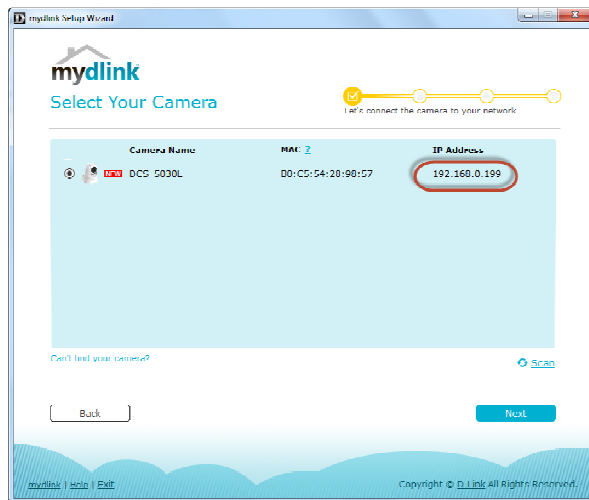 mydlink Setup Wizard
mydlink
Select Your Camera
Let's connect the camera to your network
Camera Name MAC ? IP Address
NEW DCS 5030L B0:C5:54:28:98:57 192.168.0.199
Can't find your camera?
Scan
Back Next
mydlink | Help | Exit Copyright © D Link All Rights Reserved.